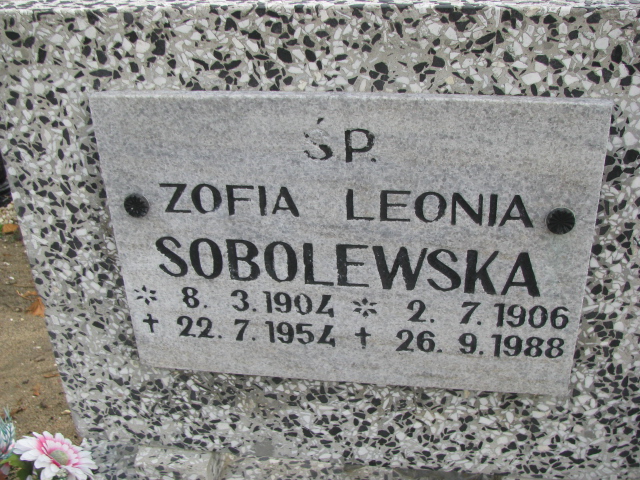 ŚP.
ZOFIA LEONIA
SOBOLEWSKA
* 8. 3.1904 * 2. 7. 1906
† 22. 7. 1954 † 26. 9. 1988